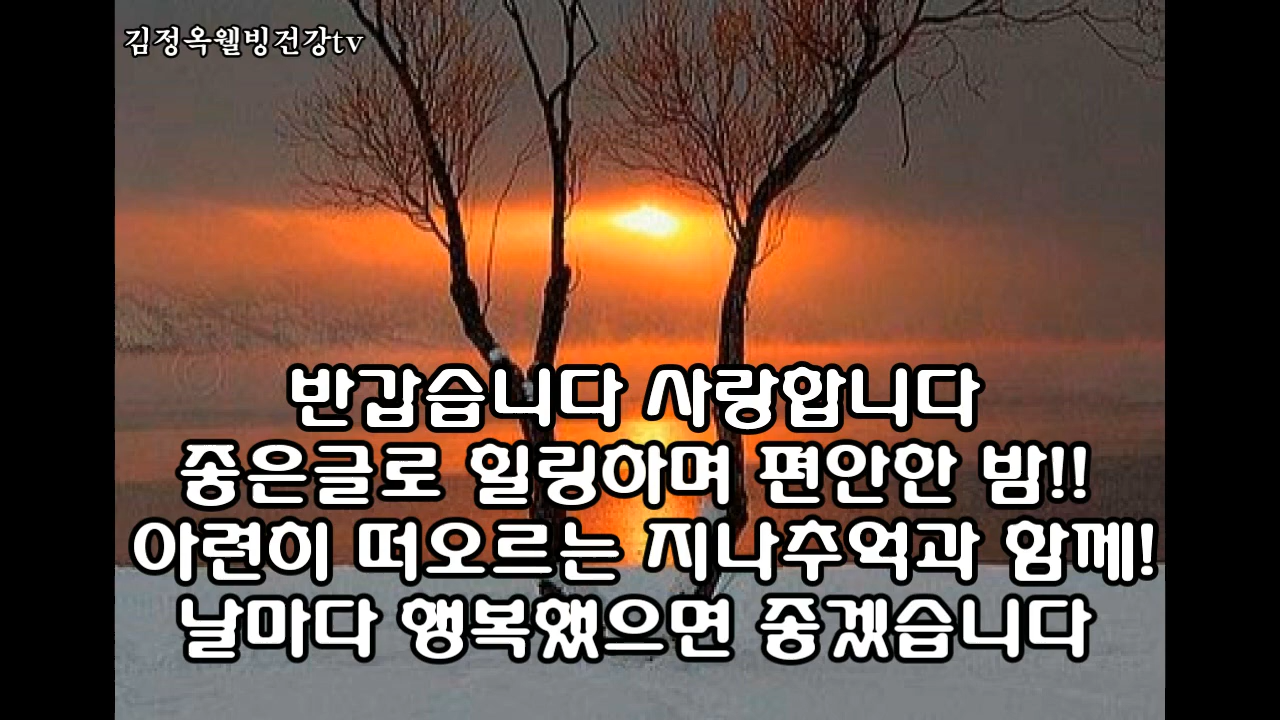 김정옥웰빙건강tv
반갑습니다 사랑합니다
좋은글로 힐링하며 편안한 밤!!
아련히 떠오르는 지나추억과 함께!
날마다 행복했으면 좋겠습니다